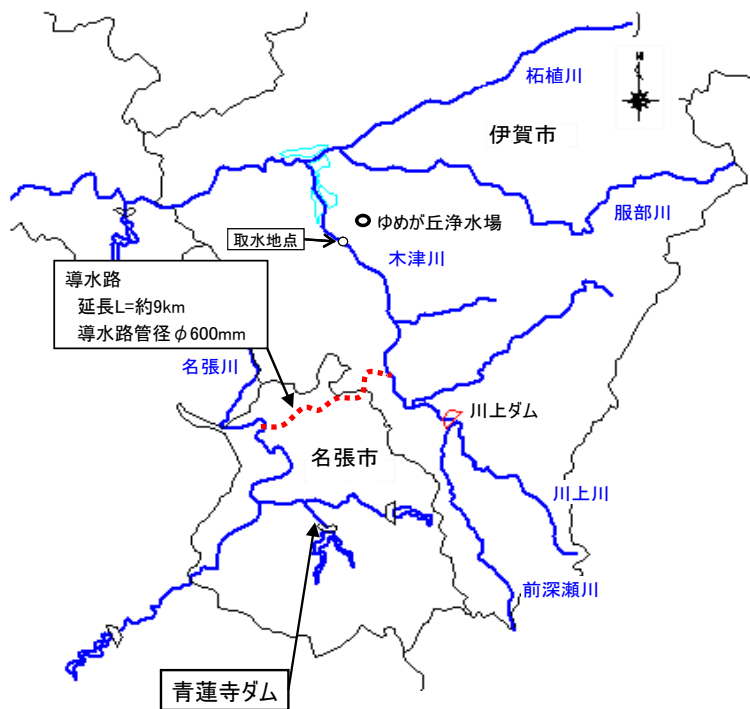 柘植川
N
伊賀市
服部川
ゆめが丘浄水場
取水地点
木津川
導水路
延長L=約9km
導水路管径φ600mm
名張川
川上ダム
名張市
川上川
前深瀬川
青蓮寺ダム